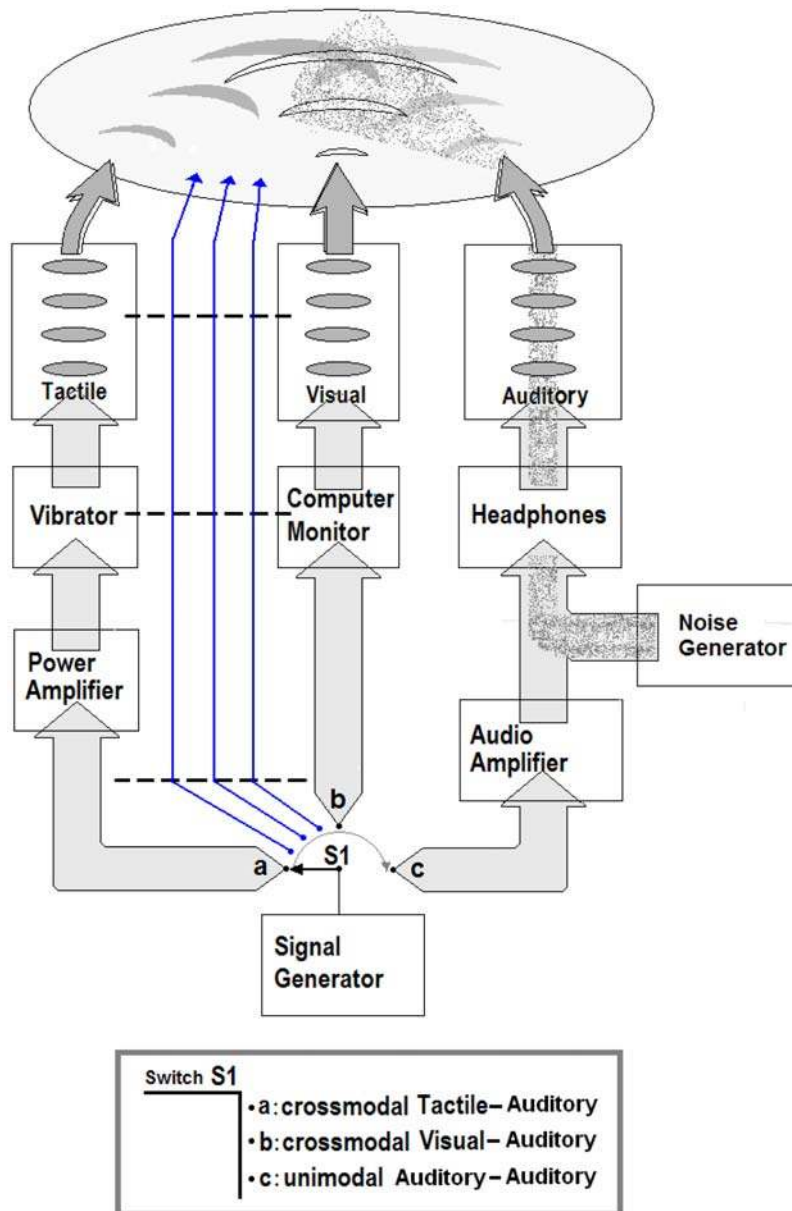 Tactile
Visual
Auditory
Vibrator
Computer
Monitor
Headphones
Noise
Generator
Power
Amplifier
Audio
Amplifier
b
a
S1
c
Signal
Generator
Switch S1
•a:crossmodal Tactile–Auditory
•b:crossmodal Visual–Auditory
•c:unimodal Auditory–Auditory